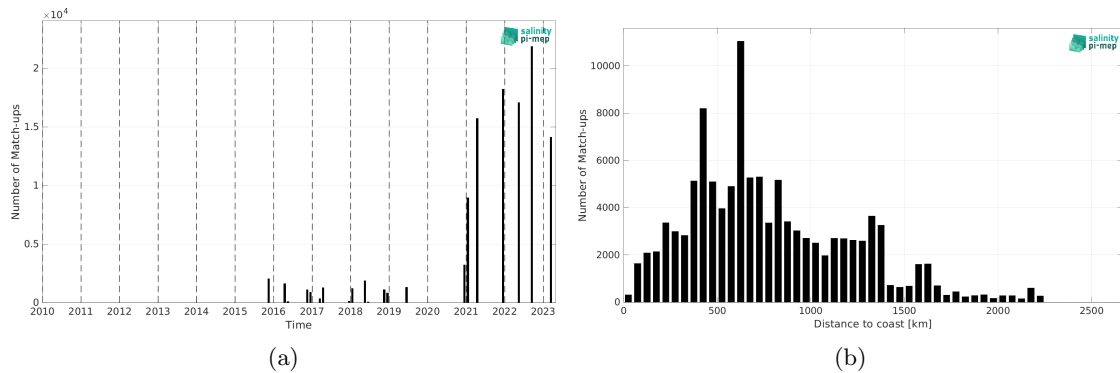 ×10⁴
salinity
pi-mep
2
1.5
1
0.5
0
Number of Match-ups
2010 2011 2012 2013 2014 2015 2016 2017 2018 2019 2020 2021 2022 2023
Time
(a)
salinity
pi-mep
10000
8000
6000
4000
2000
0
Number of Match-ups
0 500 1000 1500 2000 2500
Distance to coast [km]
(b)